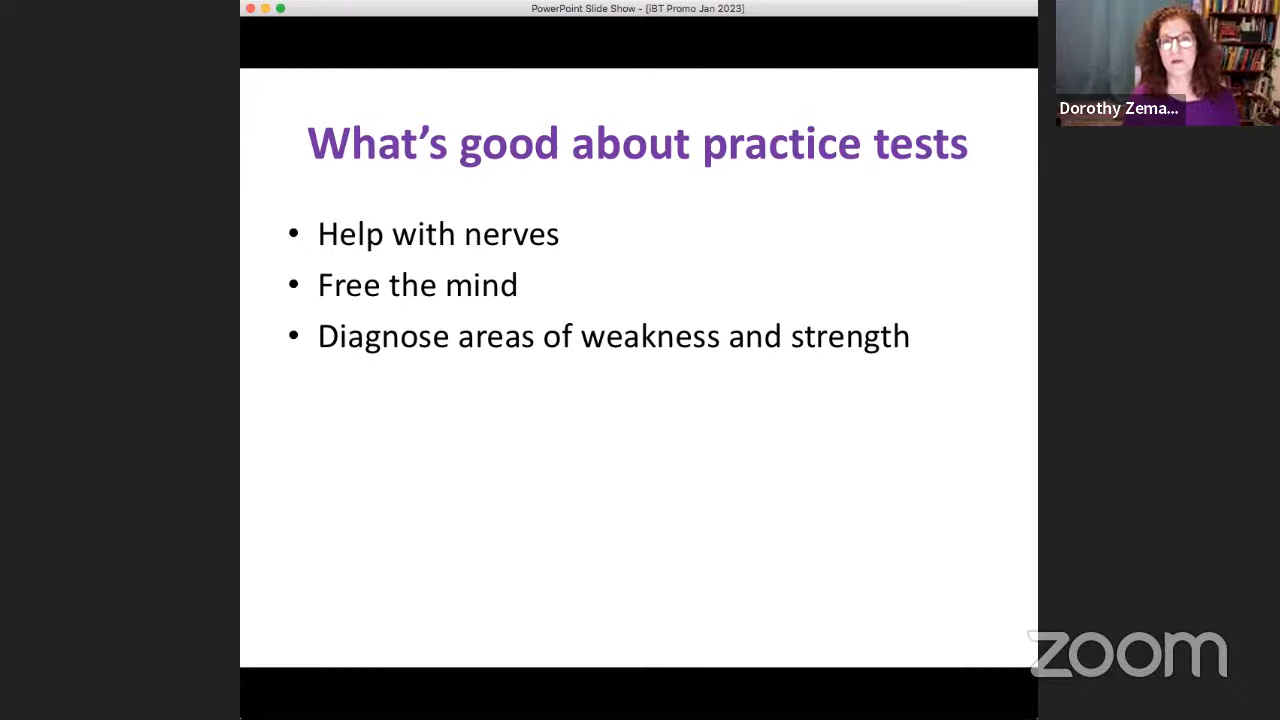 PowerPoint Slide Show - [iBT Promo Jan 2023]
Dorothy Zema...
What’s good about practice tests
• Help with nerves
• Free the mind
• Diagnose areas of weakness and strength
zoom